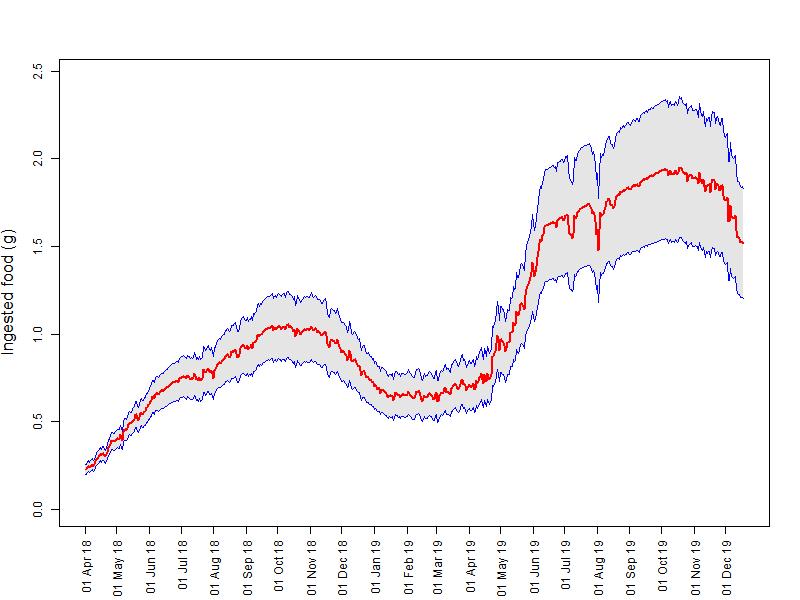 Ingested food (g)
2.5
2.0
1.5
1.0
0.5
0.0
01 Apr 18
01 May 18
01 Jun 18
01 Jul 18
01 Aug 18
01 Sep 18
01 Oct 18
01 Nov 18
01 Dec 18
01 Jan 19
01 Feb 19
01 Mar 19
01 Apr 19
01 May 19
01 Jun 19
01 Jul 19
01 Aug 19
01 Sep 19
01 Oct 19
01 Nov 19
01 Dec 19